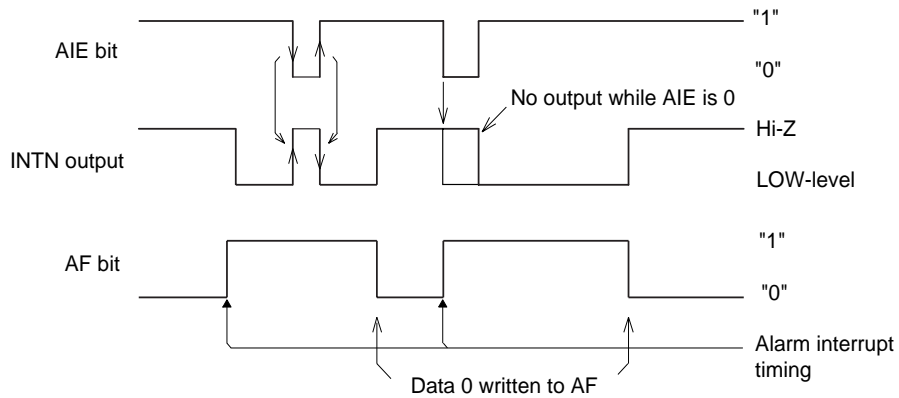 "1"
AIE bit
"0"
No output while AIE is 0
Hi-Z
INTN output
LOW-level
"1"
AF bit
"0"
Alarm interrupt
timing
Data 0 written to AF